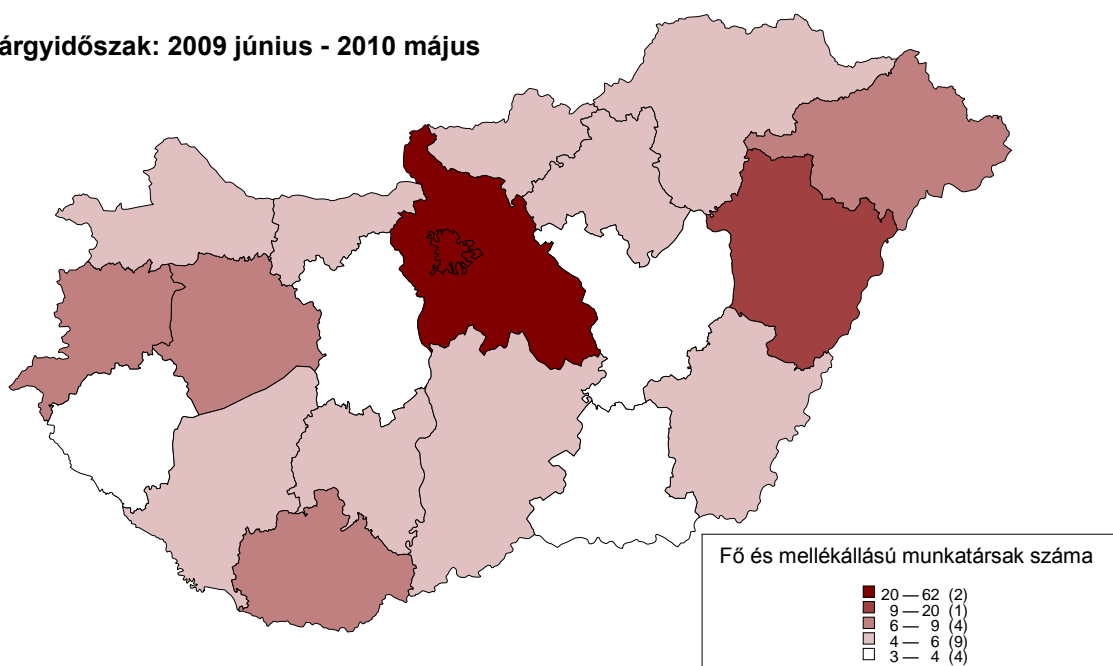 árgyidőszak: 2009 június - 2010 május
Fő és mellékállású munkatársak száma
20 — 62 (2)
9 — 20 (1)
6 — 9 (4)
4 — 6 (9)
3 — 4 (4)